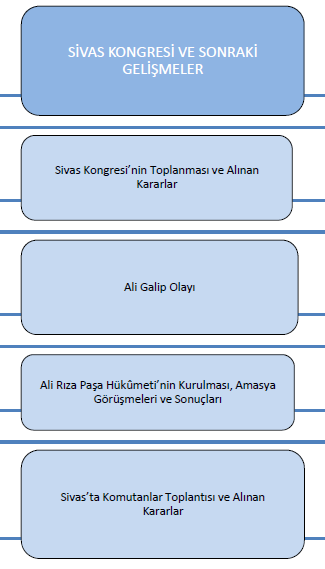 SİVAS KONGRESİ VE SONRAKİ
GELİŞMELER
Sivas Kongresi’nin Toplanması ve Alınan
Kararlar
Ali Galip Olayı
Ali Rıza Paşa Hükûmeti’nin Kurulması, Amasya
Görüşmeleri ve Sonuçları
Sivas’ta Komutanlar Toplantısı ve Alınan
Kararlar